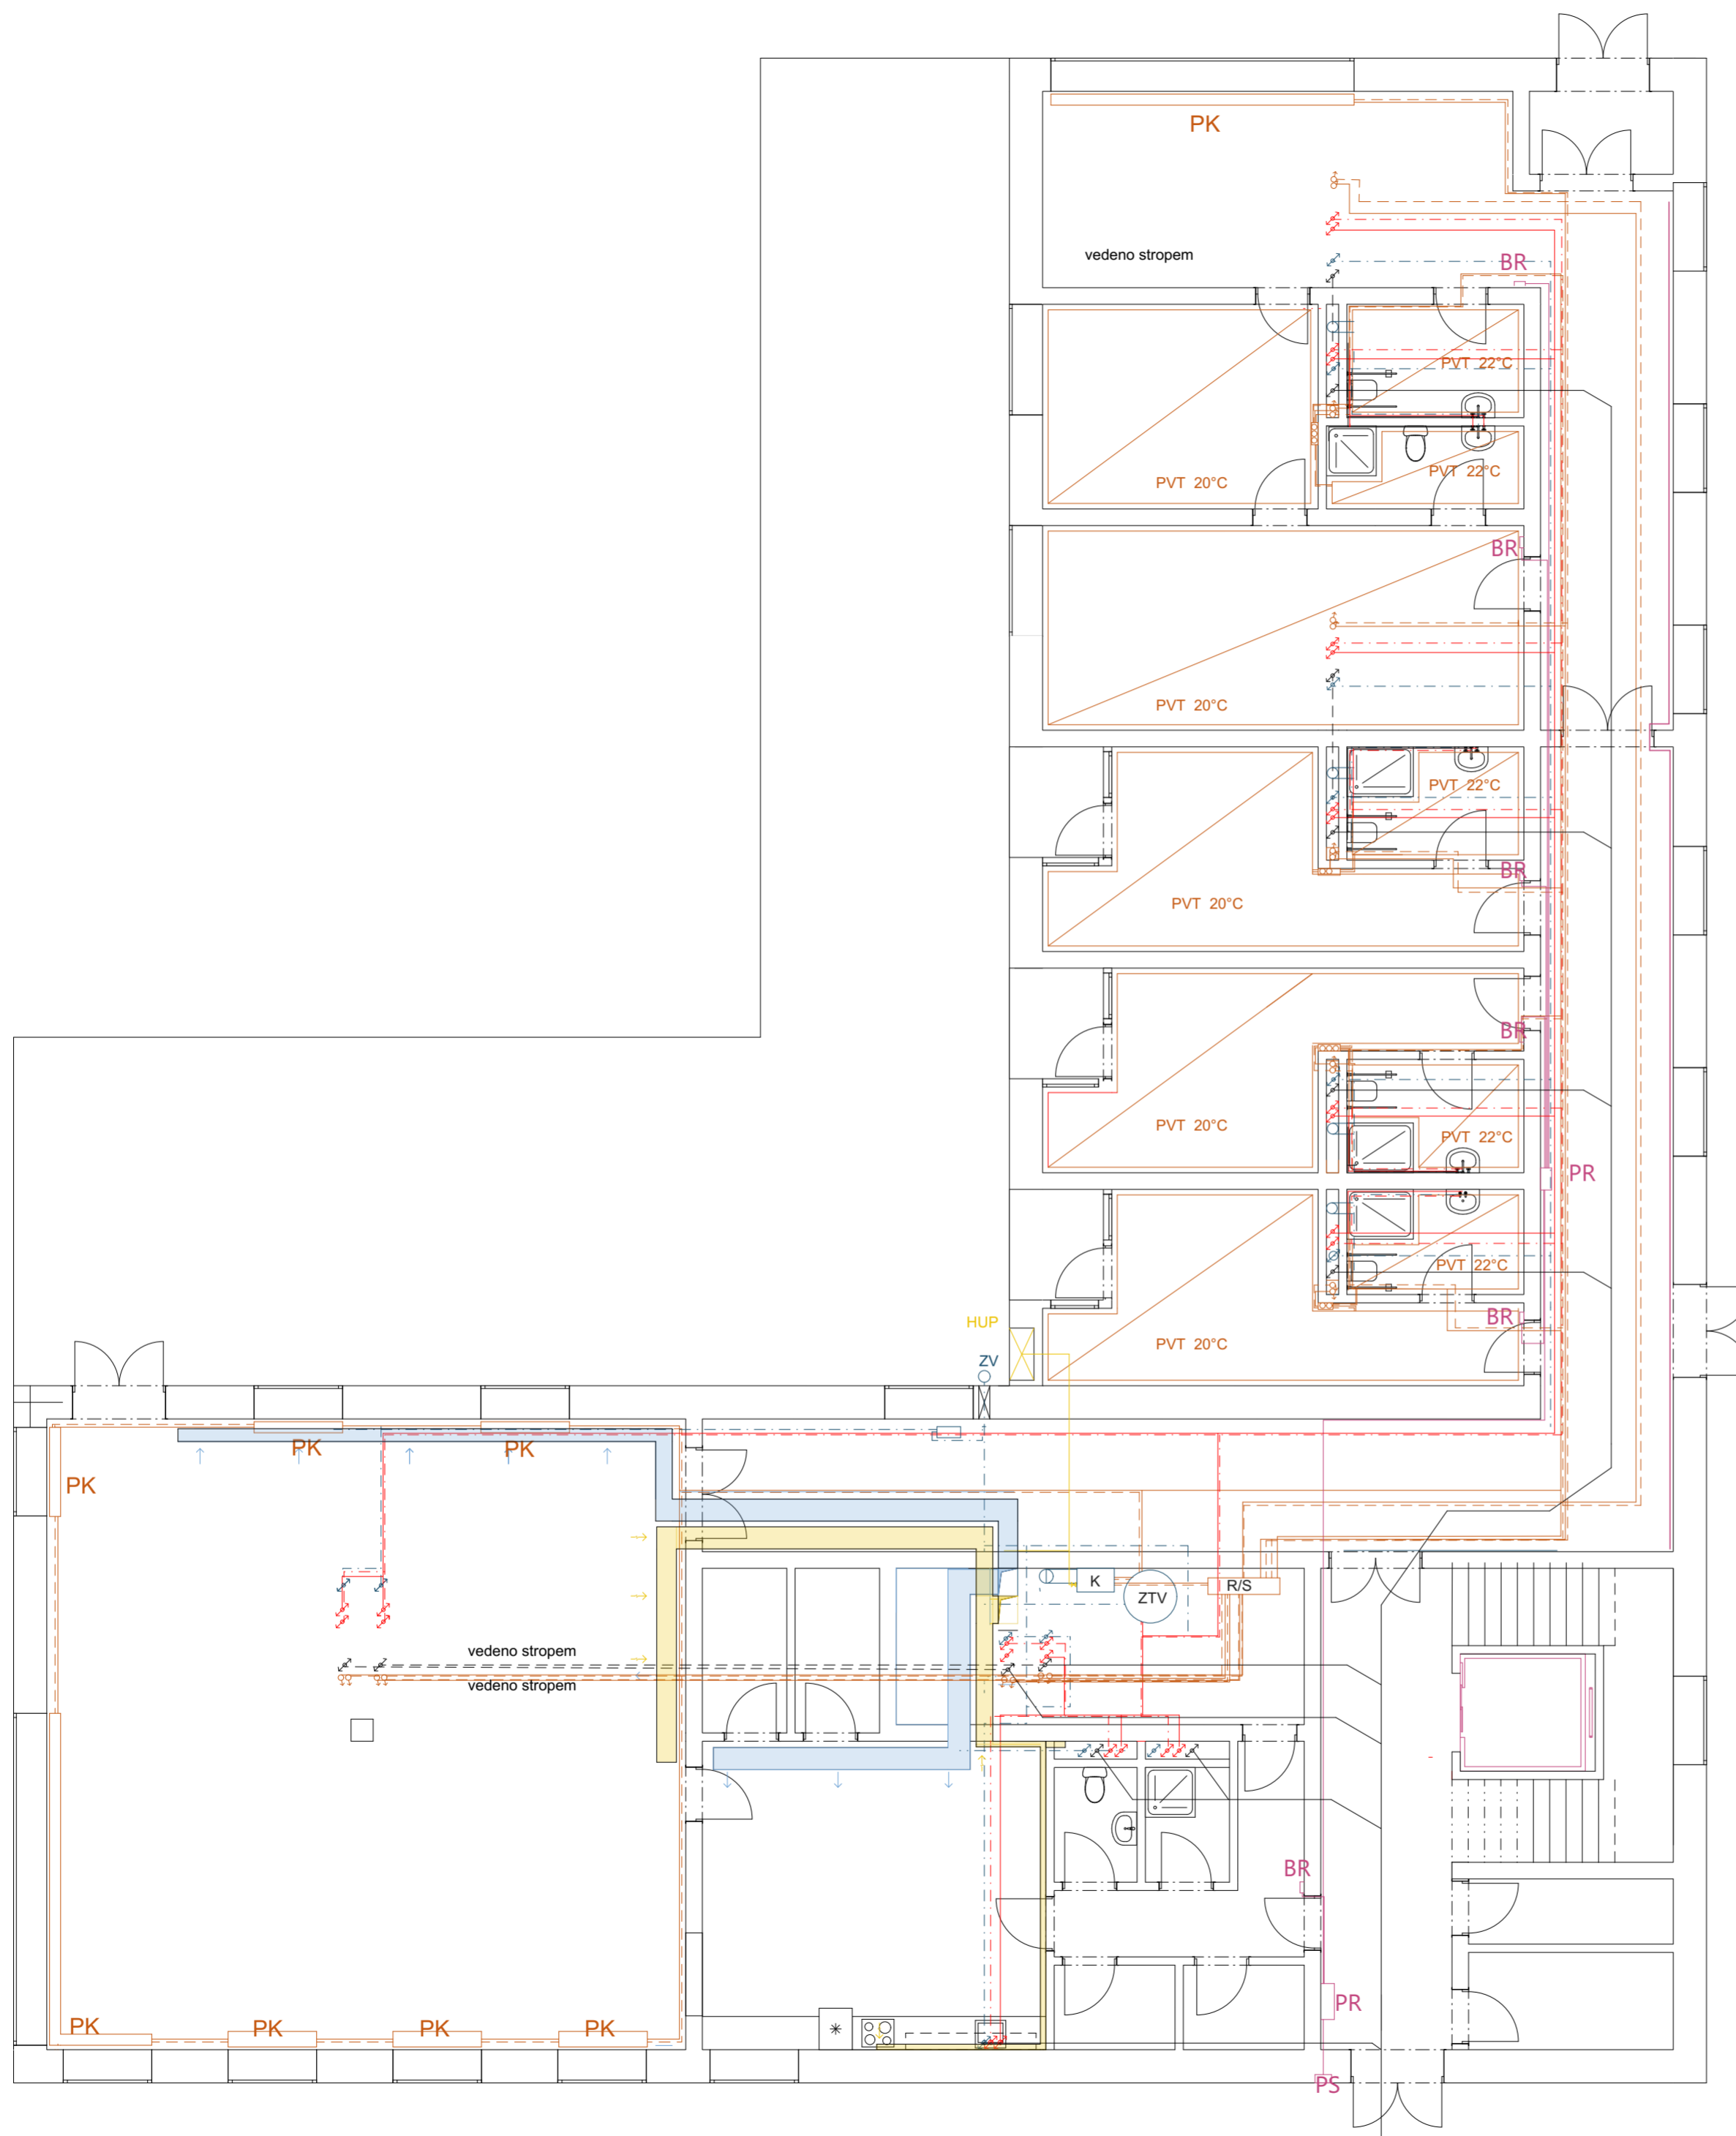 PK
vedeno stropem
BR
PVT 22°C
PVT 22°C
PVT 20°C
BR
PVT 20°C
PVT 22°C
BR
PVT 20°C
BR
PVT 20°C
PVT 22°C
PR
PVT 22°C
BR
HUP
PVT 20°C
ZV
PK
PK
PK
K
ZTV
R/S
vedeno stropem
vedeno stropem
BR
PR
PK
PK
PK
PK
PS